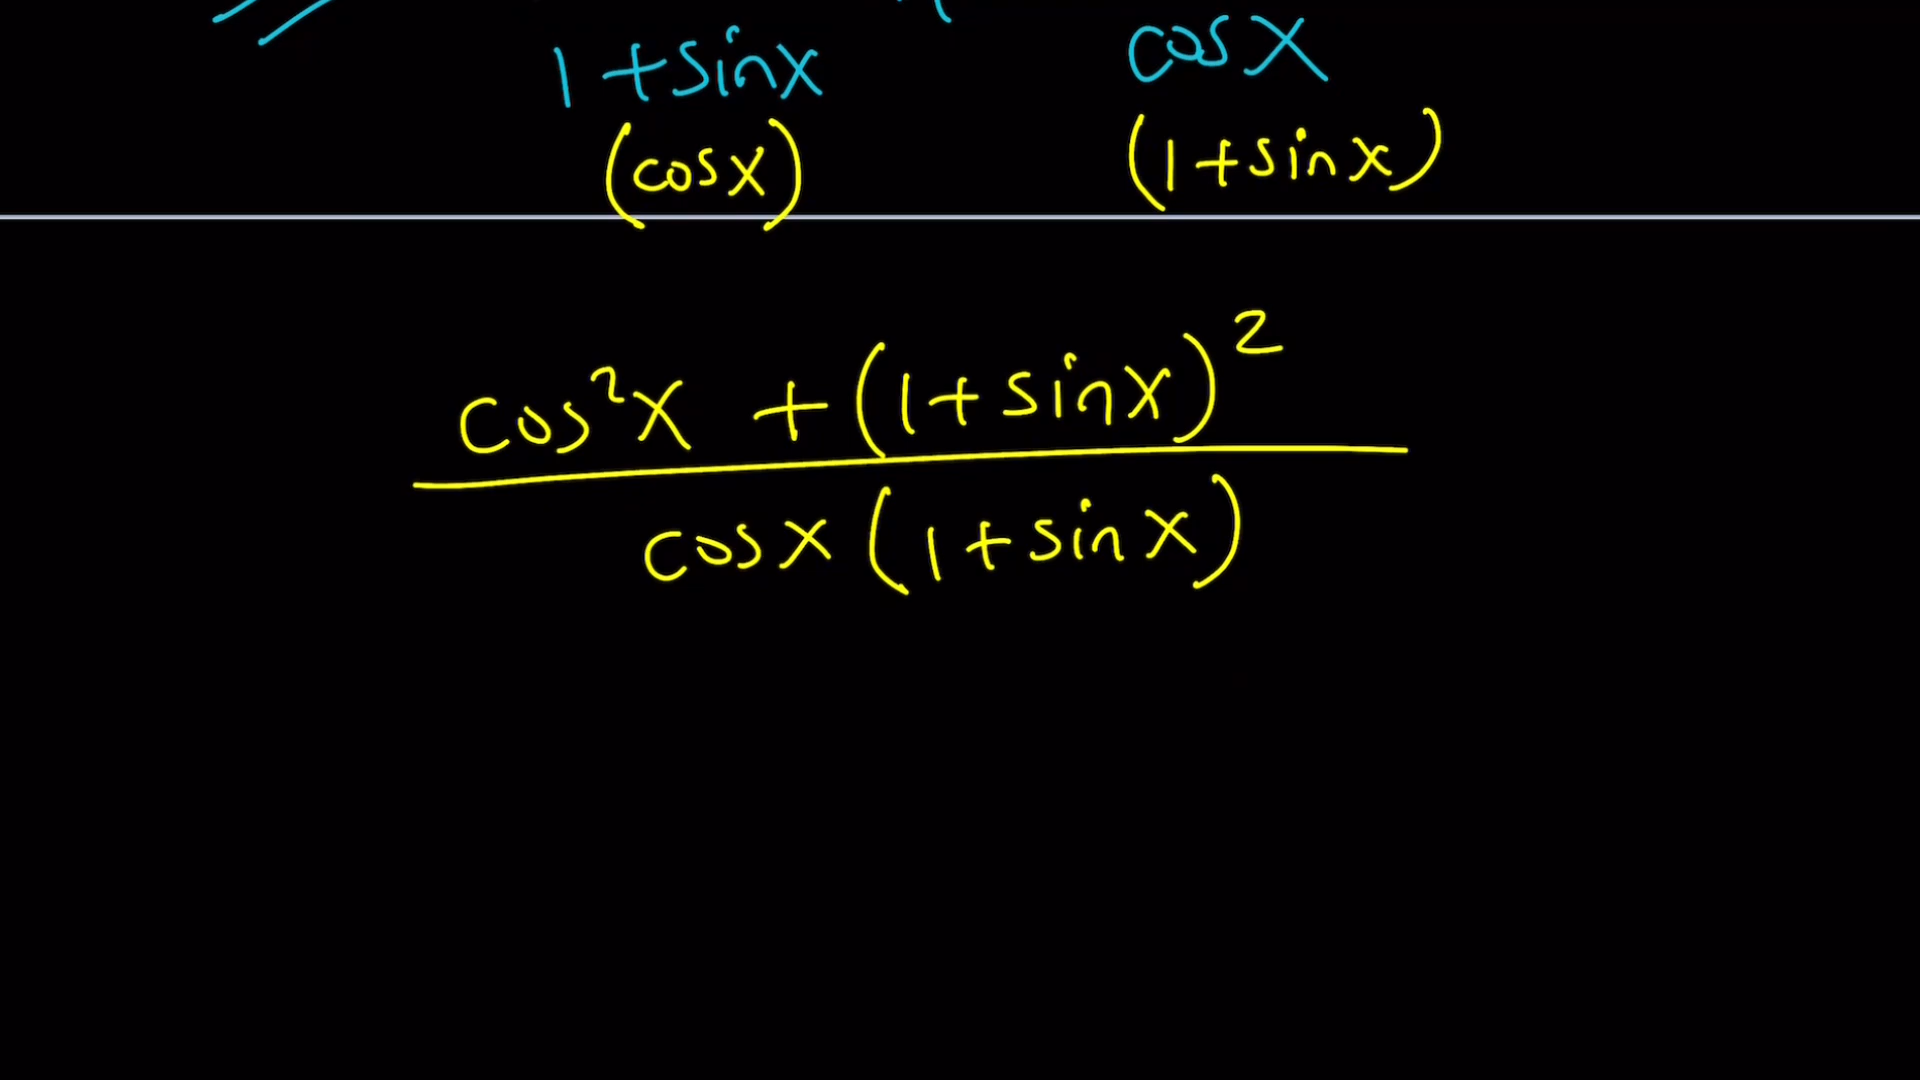 1+sinx cosx
(cosx) (1+sinx)
cos²x + (1+sinx)²
cosx (1+sinx)